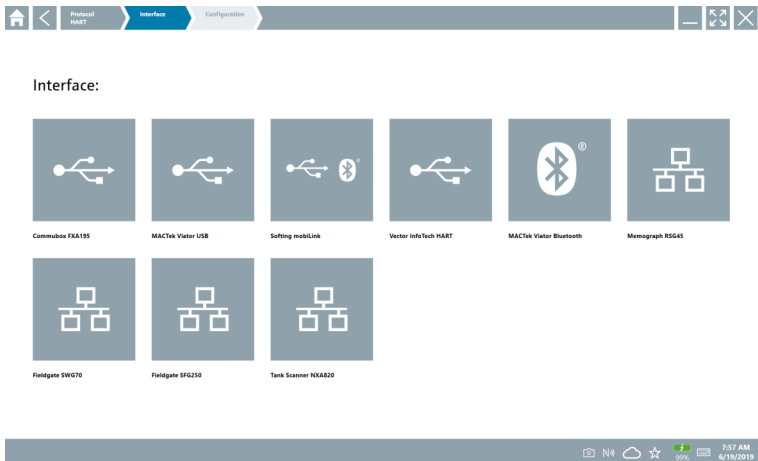 Protocol
HART
Interface
Configuration
Interface:
Commubox FXA195
MACTek Viator USB
Softing mobiLink
Vector InfoTech HART
MACTek Viator Bluetooth
Memograph RSG45
Fieldgate SWG70
Fieldgate SFG250
Tank Scanner NXA820
99%
7:57 AM
6/19/2019